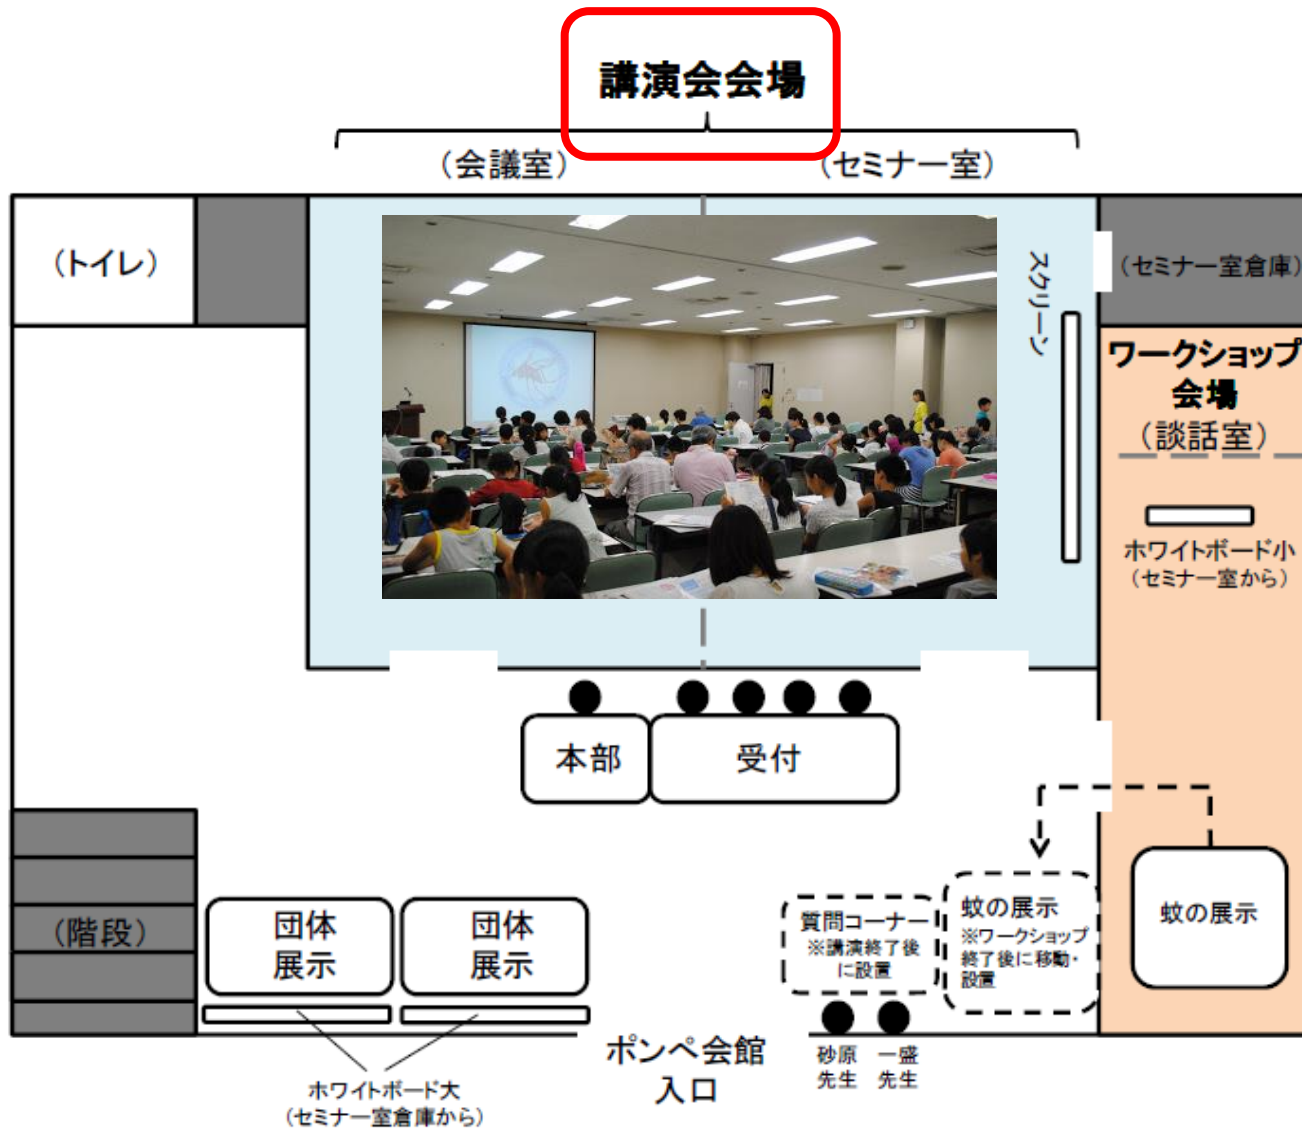 講演会会場
（会議室）
（セミナー室）
（トイレ）
スクリーン
（セミナー室倉庫）
ワークショップ
会場
（談話室）
ホワイトボード小
（セミナー室から）
本部
受付
（階段）
団体
展示
団体
展示
質問コーナー
※講演終了後
に設置
蚊の展示
※ワークショップ
終了後に移動・
設置
蚊の展示
ポンペ会館
入口
砂原
先生
一盛
先生
ホワイトボード大
（セミナー室倉庫から）